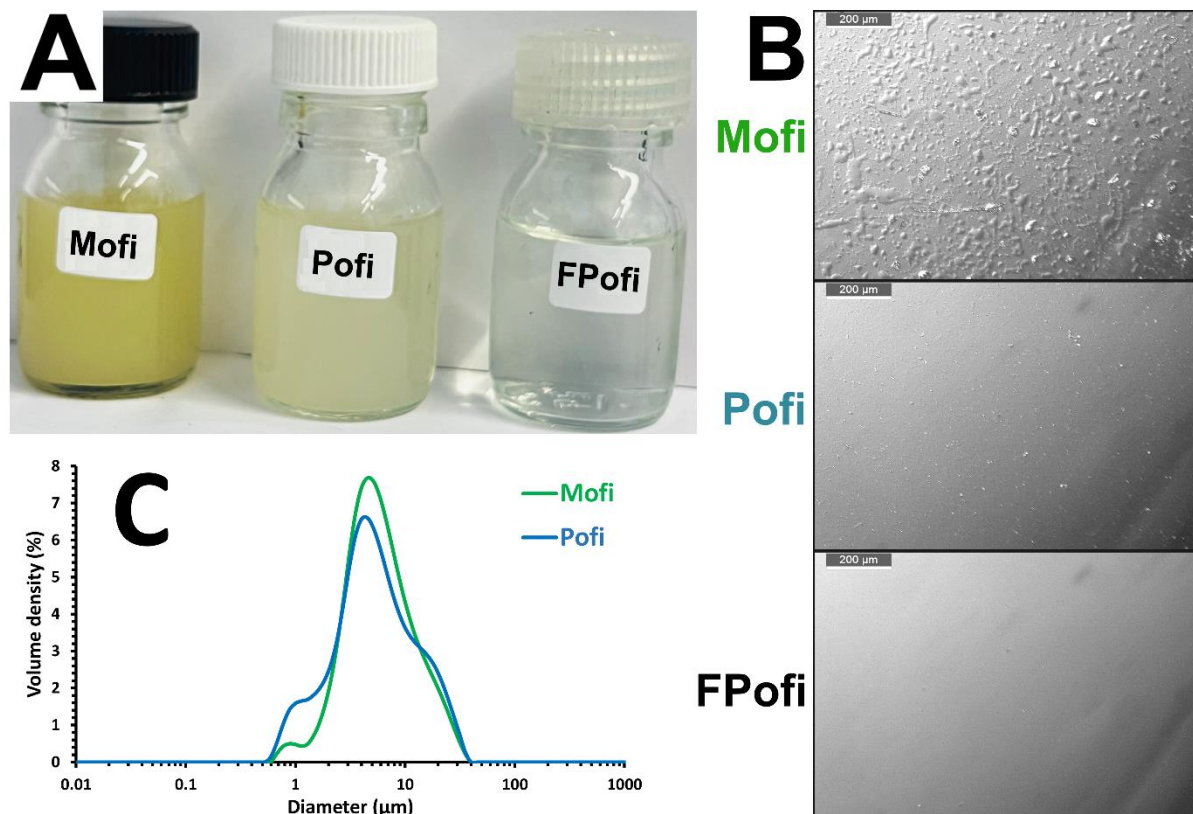 A
Mofi
Pofi
FPofi
B
Mofi
200 µm
Pofi
200 µm
FPofi
200 µm
C
Mofi
Pofi
Volume density (%)
8
7
6
5
4
3
2
1
0
0.01
0.1
1
10
100
1000
Diameter (µm)